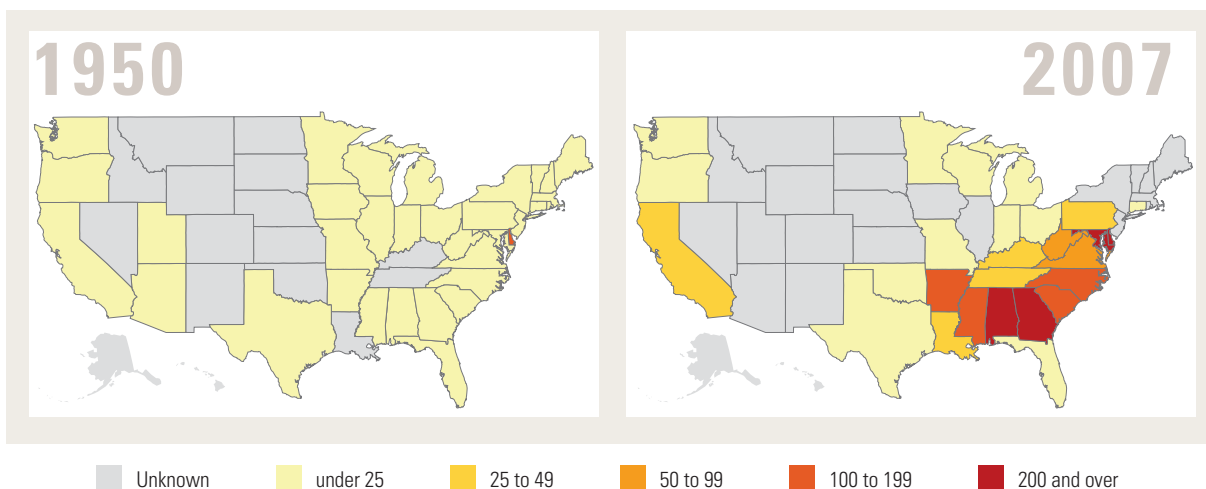 1950
2007
Unknown
under 25
25 to 49
50 to 99
100 to 199
200 and over